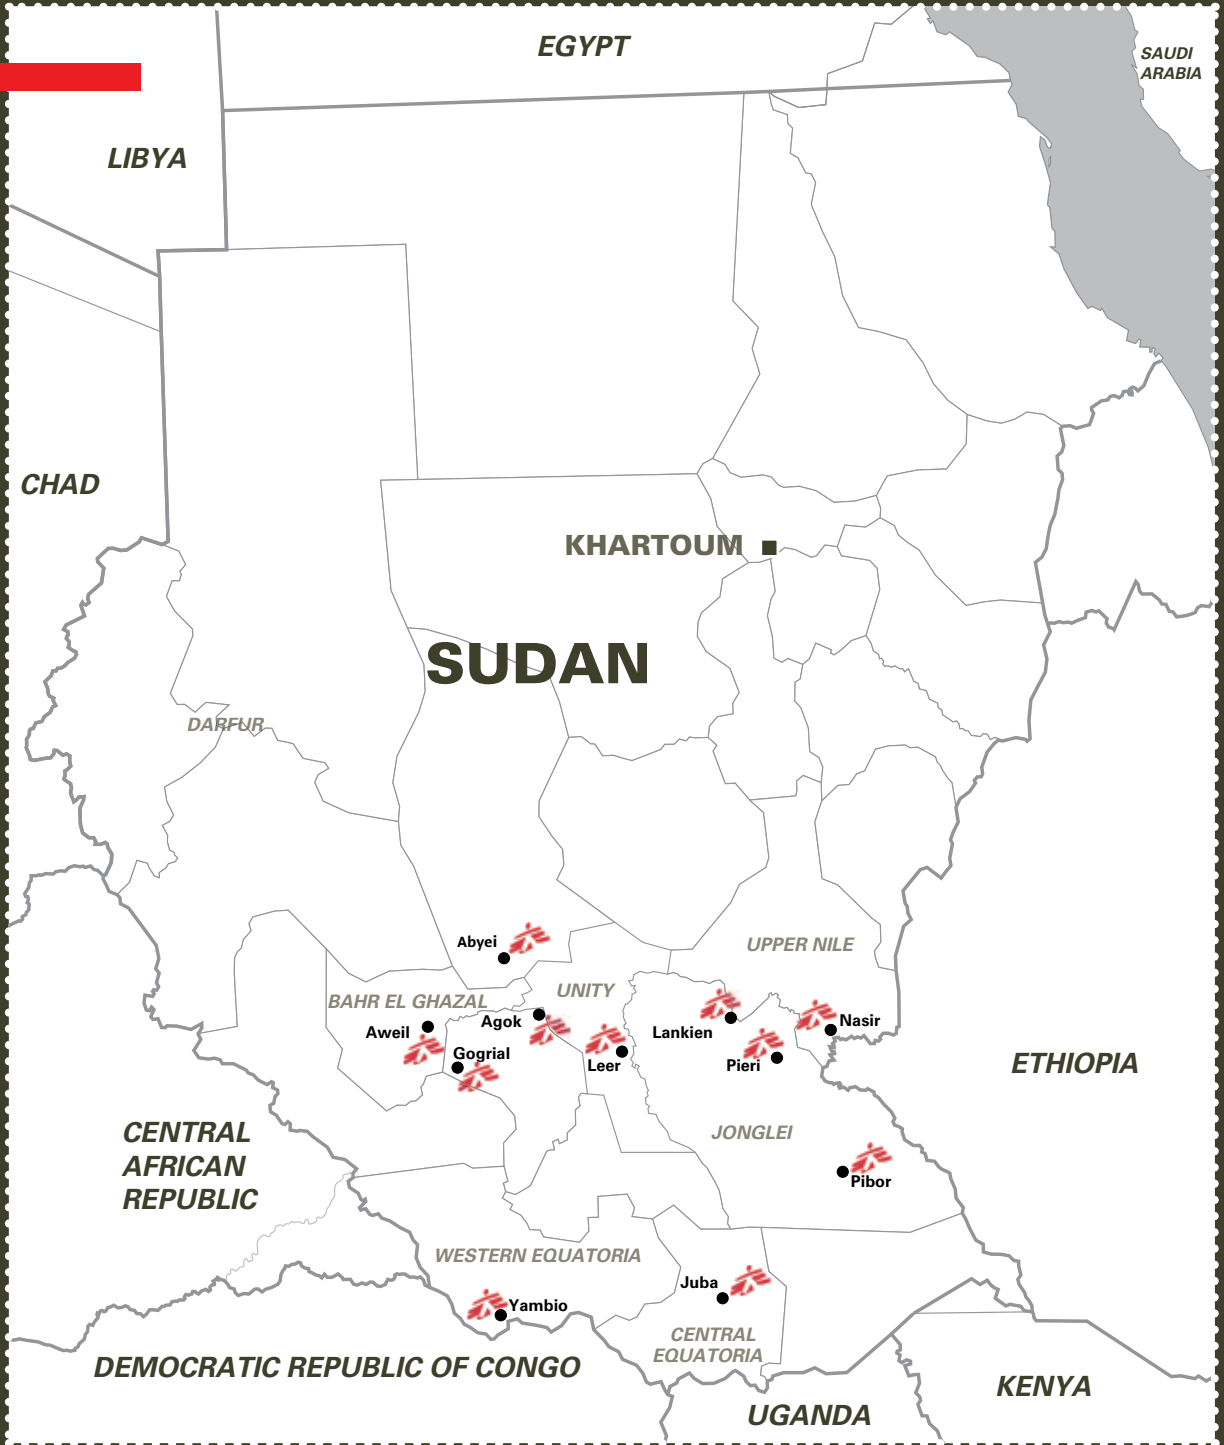 EGYPT
SAUDI
ARABIA
LIBYA
CHAD
KHARTOUM
SUDAN
DARFUR
Abyei
UPPER NILE
UNITY
BAHR EL GHAZAL
Agok
Aweil
Lankien
Nasir
Gogrial
Leer
Pieri
ETHIOPIA
CENTRAL
AFRICAN
REPUBLIC
JONGLEI
Pibor
WESTERN EQUATORIA
Juba
Yambio
CENTRAL
EQUATORIA
DEMOCRATIC REPUBLIC OF CONGO
KENYA
UGANDA